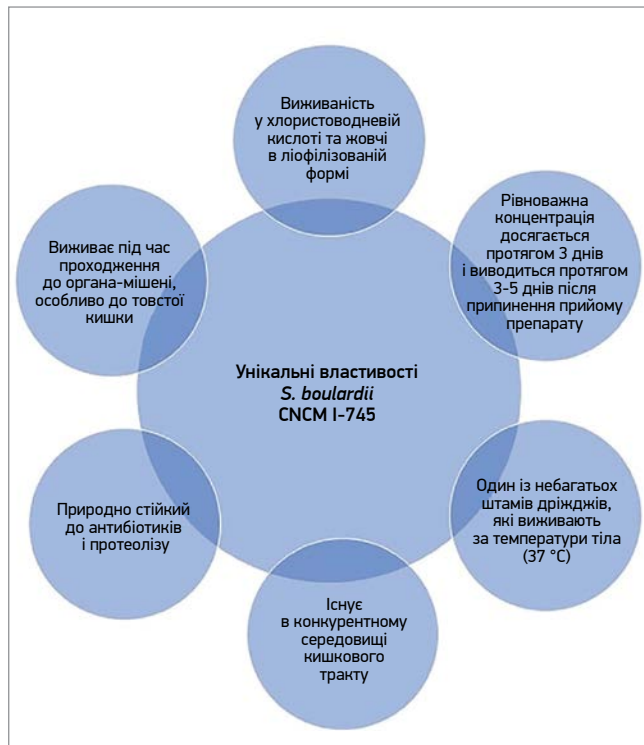 Виживаність
у хлористоводневій
кислоті та жовчі
в ліофілізованій
формі
Рівноважна
концентрація
досягається
протягом 3 днів
і виводиться протягом
3-5 днів після
припинення прийому
препарату
Один із небагатьох
штамів дріжджів,
які виживають
за температури тіла
(37 °C)
Існує
в конкурентному
середовищі
кишкового
тракту
Природно стійкий
до антибіотиків
і протеолізу
Виживає під час
проходження
до органа-мішені,
особливо до товстої
кишки
Унікальні властивості
S. boulardii
CNCM I-745